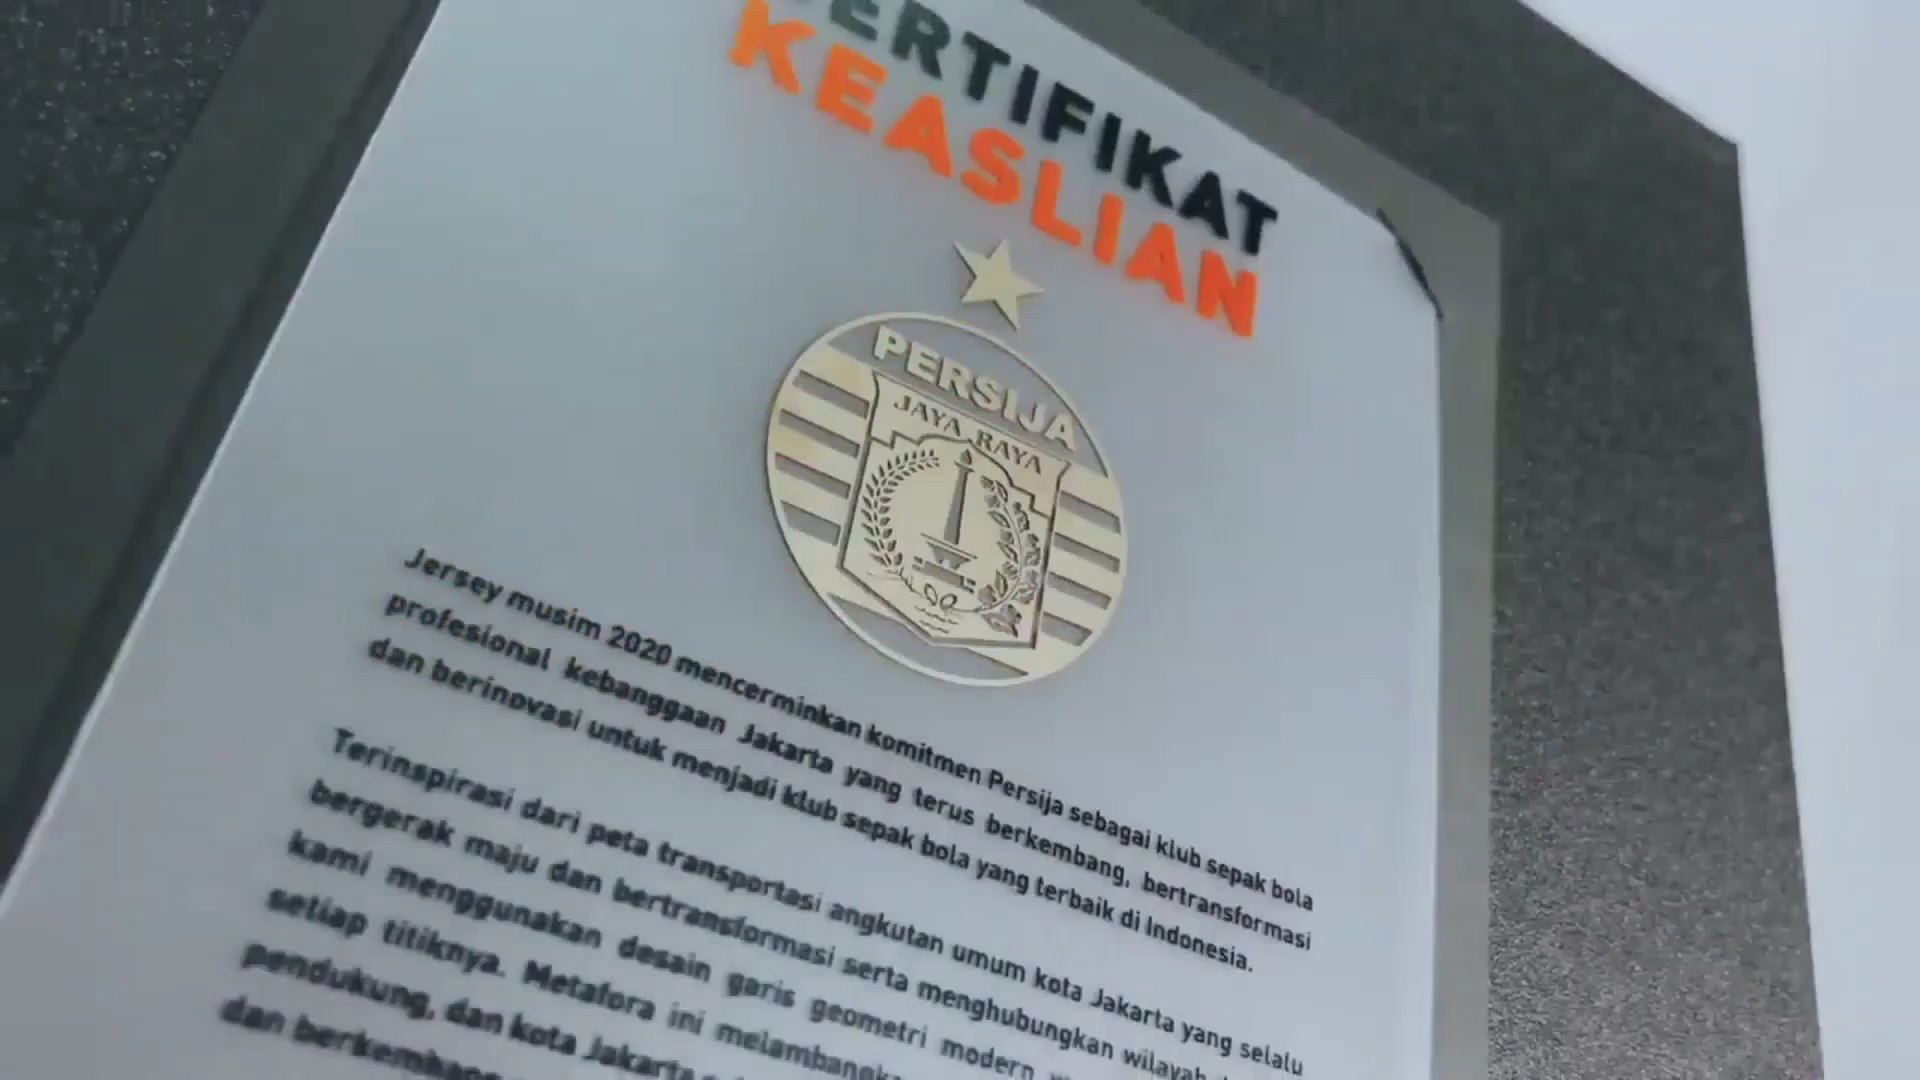 SERTIFIKAT
KEASLIAN
PERSIJA
JAYA RAYA
Jersey musim 2020 mencerminkan komitmen Persija sebagai klub sepak bola
profesional kebanggaan Jakarta yang terus berkembang, bertransformasi
dan berinovasi untuk menjadi klub sepak bola yang terbaik di Indonesia.
Terinspirasi dari peta transportasi angkutan umum kota Jakarta yang selalu
bergerak maju dan bertransformasi serta menghubungkan wilayah
kami menggunakan desain garis geometri modern
setiap titiknya. Metafora ini
pendukung, dan kota Jakarta
dan